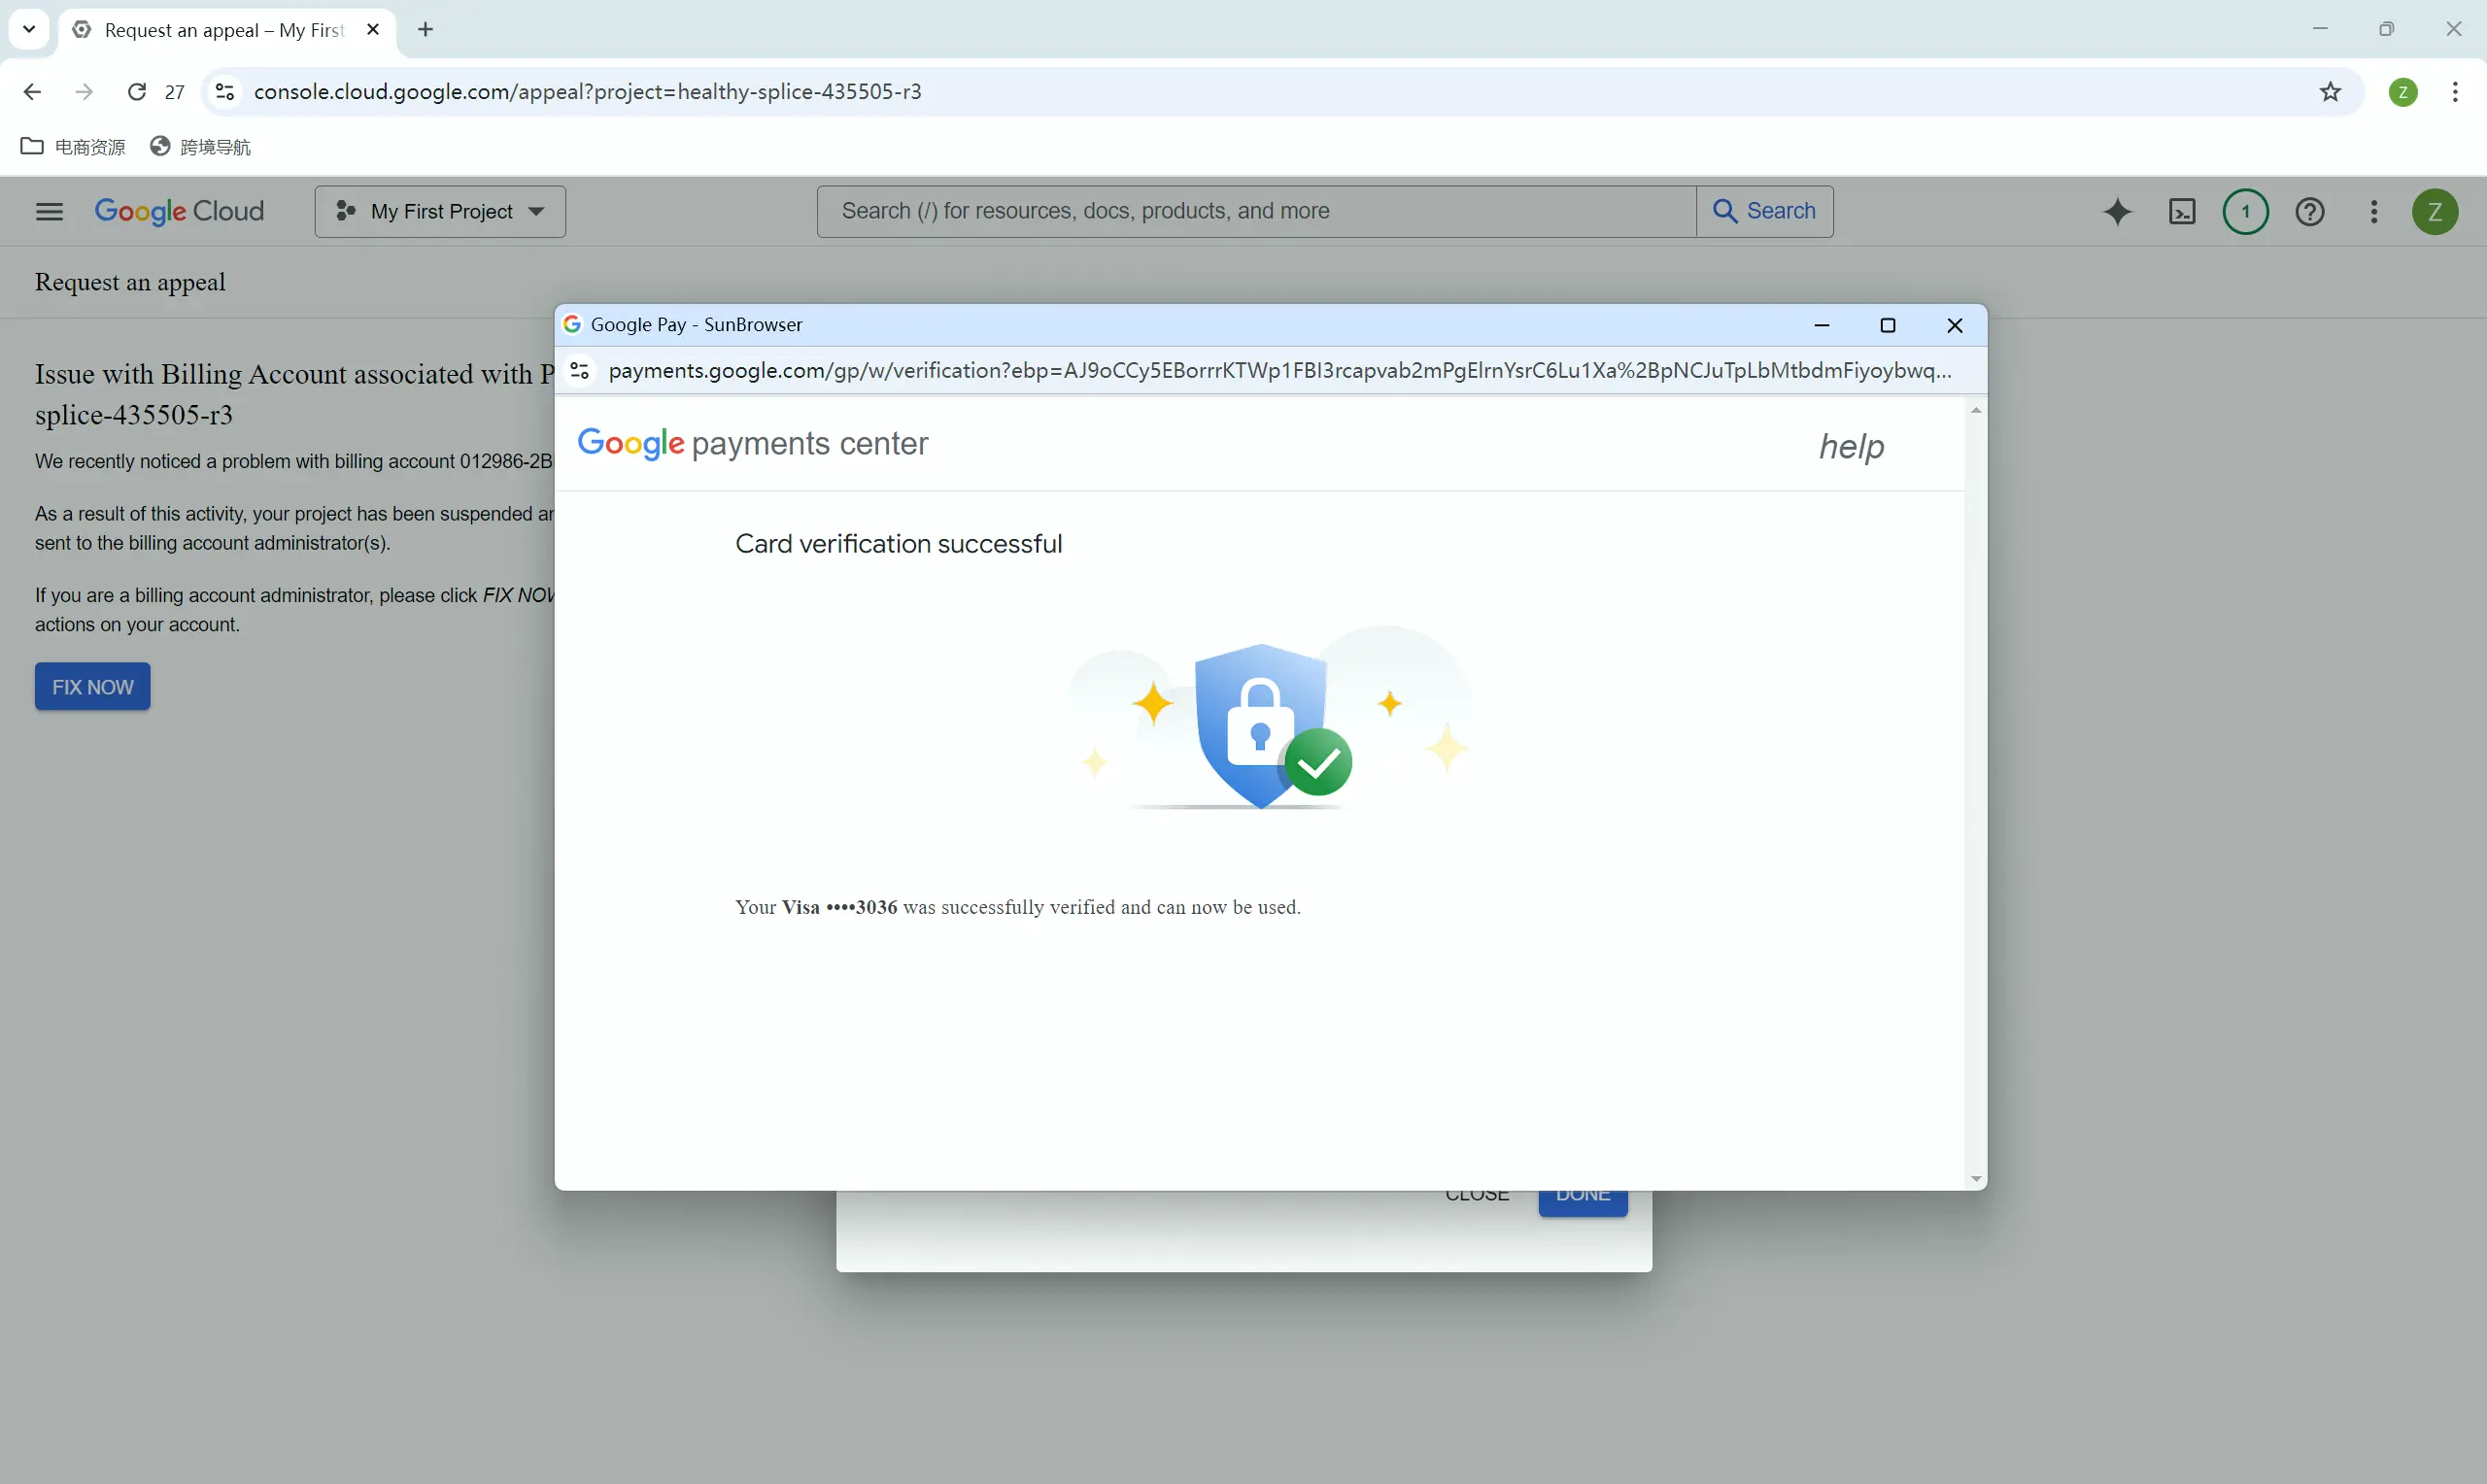 Request an appeal – My First
27
console.cloud.google.com/appeal?project=healthy-splice-435505-r3
Z
电商资源
跨境导航
Google Cloud
My First Project
Search (/) for resources, docs, products, and more
Search
1
Z
Request an appeal
Google Pay - SunBrowser
payments.google.com/gp/w/verification?ebp=AJ9oCCy5EBorrrKTWp1FBI3rcapvab2mPgElrnYsrC6Lu1Xa%2BpNCJuTpLbMtbdmFiyoybwq...
Issue with Billing Account associated with P
splice-435505-r3
We recently noticed a problem with billing account 012986-2B
As a result of this activity, your project has been suspended an
sent to the billing account administrator(s).
If you are a billing account administrator, please click FIX NOW
actions on your account.
FIX NOW
Google payments center
help
Card verification successful
Your Visa ••••3036 was successfully verified and can now be used.
CLOSE
DONE